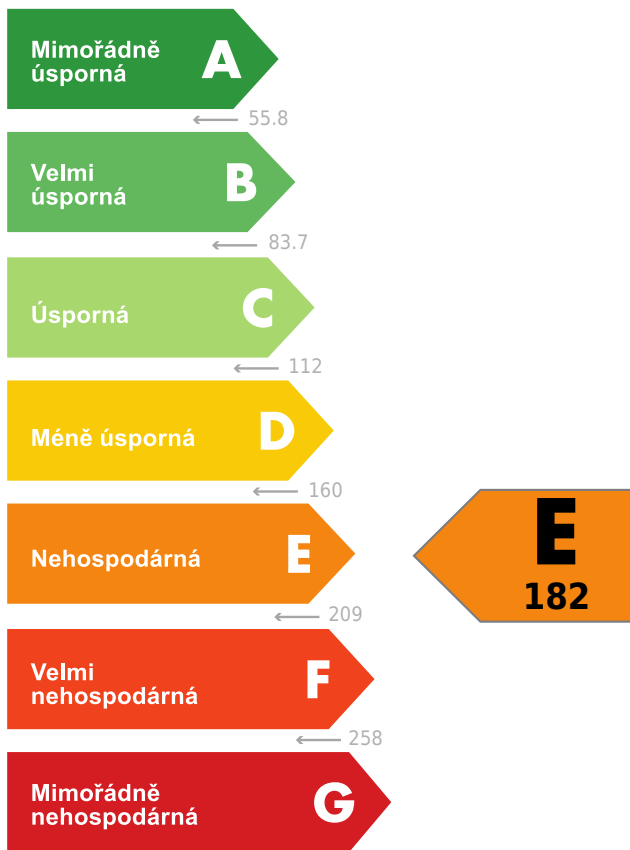 Mimořádně
úsporná
A
← 55.8
Velmi
úsporná
B
← 83.7
Úsporná
C
← 112
Méně úsporná
D
← 160
Nehospodárná
E
E
182
← 209
Velmi
nehospodárná
F
← 258
Mimořádně
nehospodárná
G